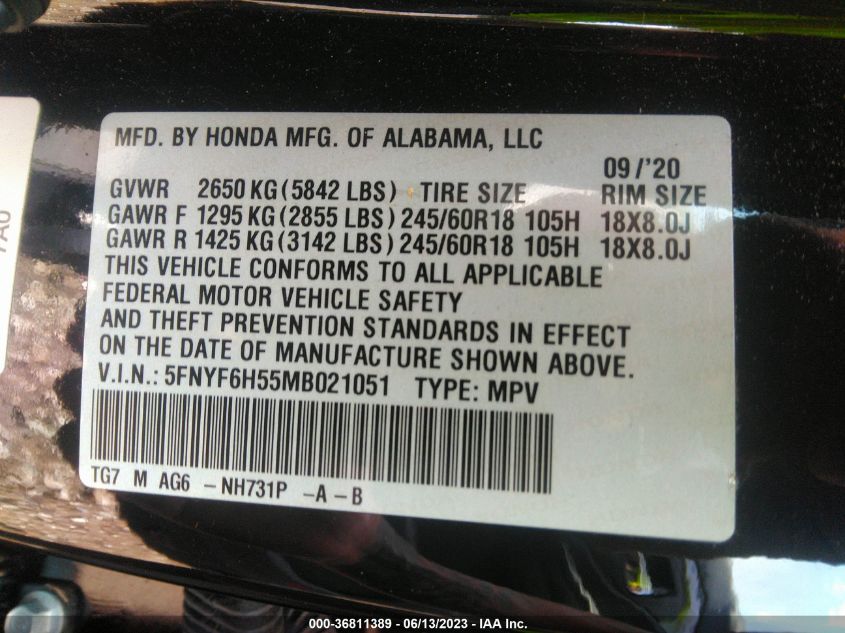 MFD. BY HONDA MFG. OF ALABAMA, LLC
09/'20
GVWR 2650 KG (5842 LBS) TIRE SIZE RIM SIZE
GAWR F 1295 KG (2855 LBS) 245/60R18 105H 18X8.0J
GAWR R 1425 KG (3142 LBS) 245/60R18 105H 18X8.0J
THIS VEHICLE CONFORMS TO ALL APPLICABLE
FEDERAL MOTOR VEHICLE SAFETY
AND THEFT PREVENTION STANDARDS IN EFFECT
ON THE DATE OF MANUFACTURE SHOWN ABOVE.
V.I.N.: 5FNYF6H55MB021051 TYPE: MPV
TG7 M AG6 - NH731P -A-B
000-36811389 - 06/13/2023 - IAA Inc.